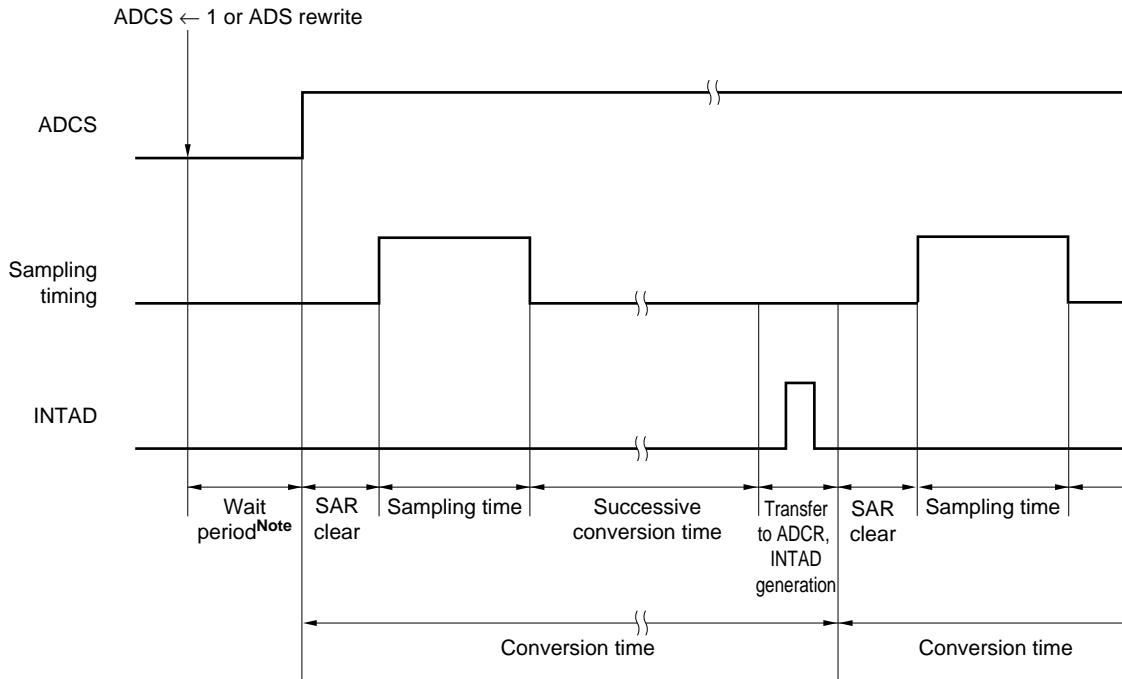 ADCS ← 1 or ADS rewrite
ADCS
Sampling
timing
INTAD
Wait
periodNote
SAR
clear
Sampling time
Successive
conversion time
Transfer
to ADCR,
INTAD
generation
SAR
clear
Sampling time
Conversion time
Conversion time